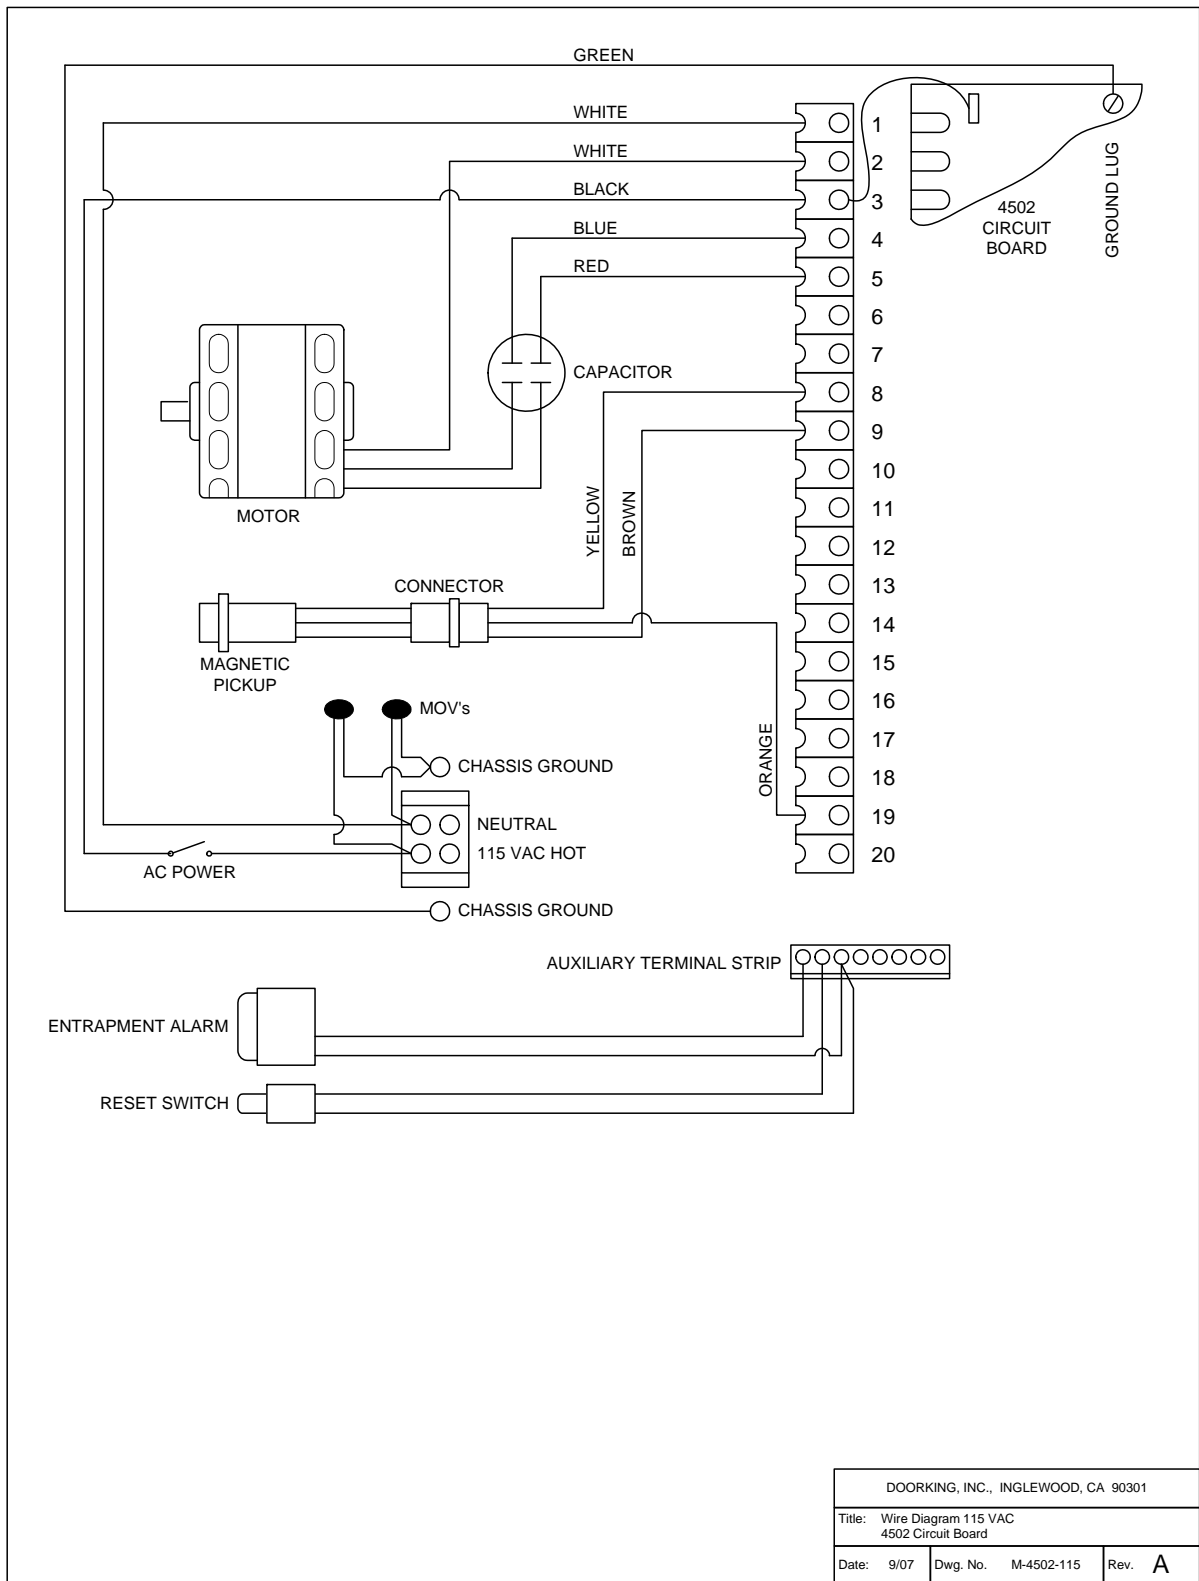 GREEN
WHITE
WHITE
BLACK
BLUE
RED
1
2
3
4
5
6
7
8
9
10
11
12
13
14
15
16
17
18
19
20
4502
CIRCUIT
BOARD
GROUND LUG
CAPACITOR
MOTOR
YELLOW
BROWN
CONNECTOR
MAGNETIC
PICKUP
MOV's
CHASSIS GROUND
ORANGE
NEUTRAL
115 VAC HOT
AC POWER
CHASSIS GROUND
AUXILIARY TERMINAL STRIP
ENTRAPMENT ALARM
RESET SWITCH
DOORKING, INC., INGLEWOOD, CA 90301
Title: Wire Diagram 115 VAC
4502 Circuit Board
Date: 9/07 Dwg. No. M-4502-115 Rev. A